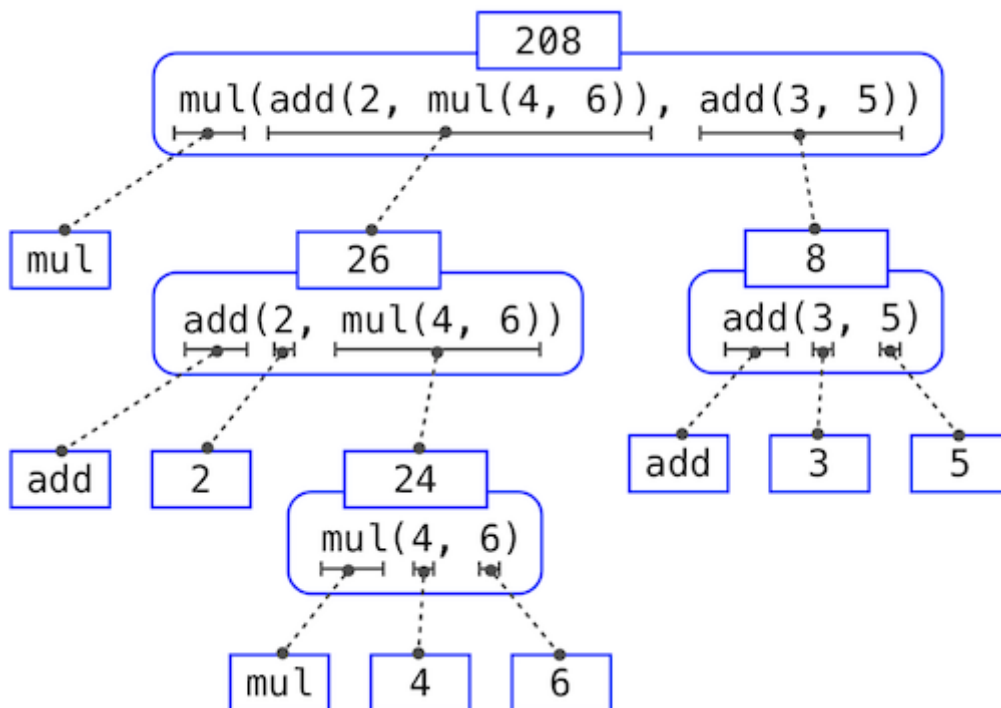 208
mul(add(2, mul(4, 6)), add(3, 5))
mul
26
8
add(2, mul(4, 6))
add(3, 5)
add
2
24
add
3
5
mul(4, 6)
mul
4
6